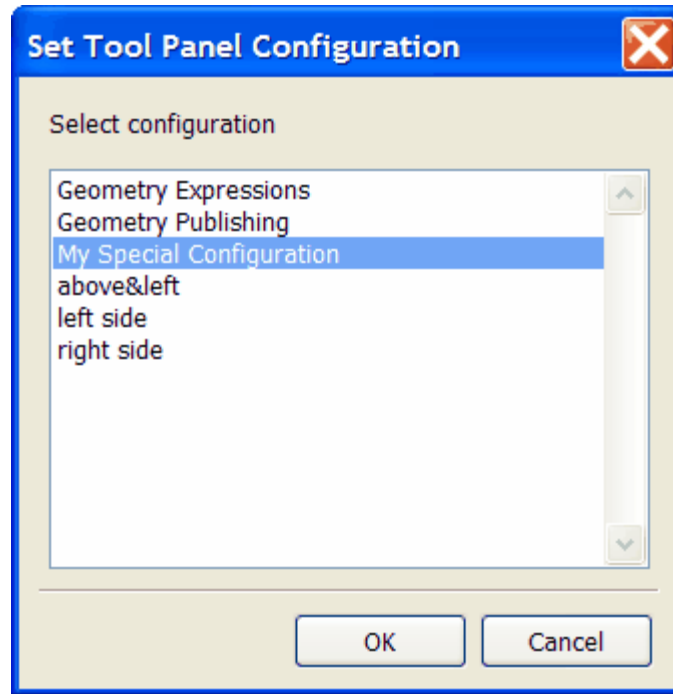 Set Tool Panel Configuration
Select configuration
Geometry Expressions
Geometry Publishing
My Special Configuration
above&left
left side
right side
OK Cancel